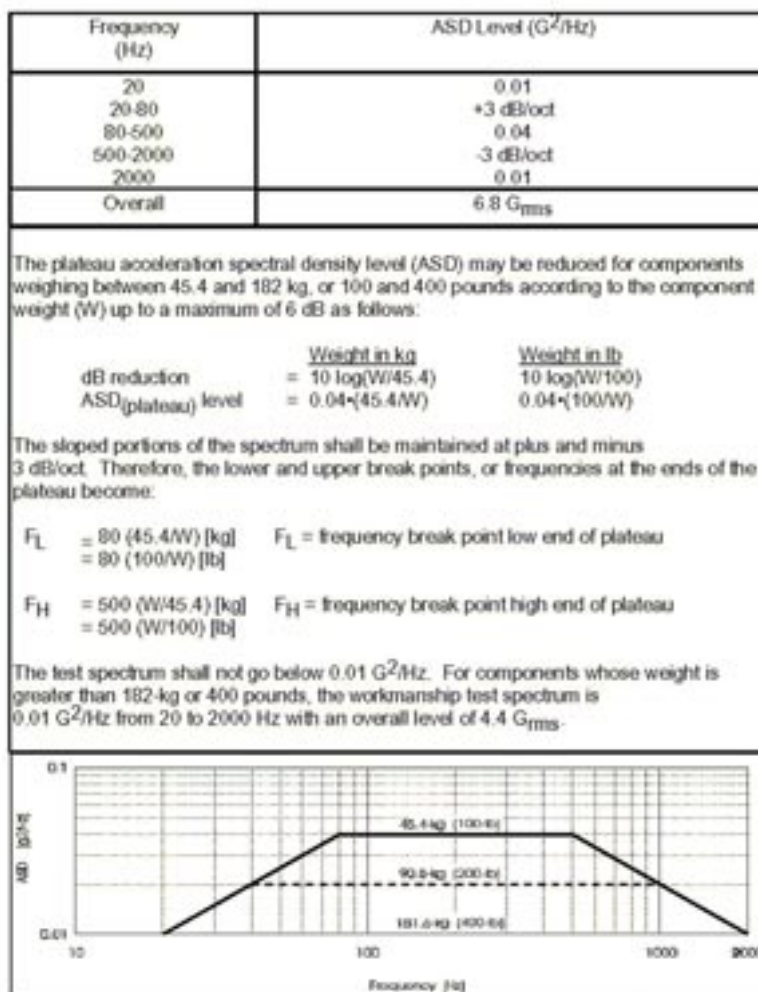 Frequency ASD Level (G²/Hz)
(Hz)
20 0.01
20-80 +3 dB/oct
80-500 0.04
500-2000 -3 dB/oct
2000 0.01
Overall 6.8 Grms
The plateau acceleration spectral density level (ASD) may be reduced for components
weighing between 45.4 and 182 kg, or 100 and 400 pounds according to the component
weight (W) up to a maximum of 6 dB as follows:
Weight in kg Weight in lb
dB reduction = 10 log(W/45.4) 10 log(W/100)
ASD(plateau) level = 0.04•(45.4/W) 0.04•(100/W)
The sloped portions of the spectrum shall be maintained at plus and minus
3 dB/oct. Therefore, the lower and upper break points, or frequencies at the ends of the
plateau become:
FL = 80 (45.4/W) [kg] FL = frequency break point low end of plateau
= 80 (100/W) [lb]
FH = 500 (W/45.4) [kg] FH = frequency break point high end of plateau
= 500 (W/100) [lb]
The test spectrum shall not go below 0.01 G²/Hz. For components whose weight is
greater than 182-kg or 400 pounds, the workmanship test spectrum is
0.01 G²/Hz from 20 to 2000 Hz with an overall level of 4.4 Grms.
0.1
45.4-kg (100-lb)
ASD
90.8-kg (200-lb)
0.01
181.6-kg (400-lb)
10 100 1000 2000
Frequency [Hz]